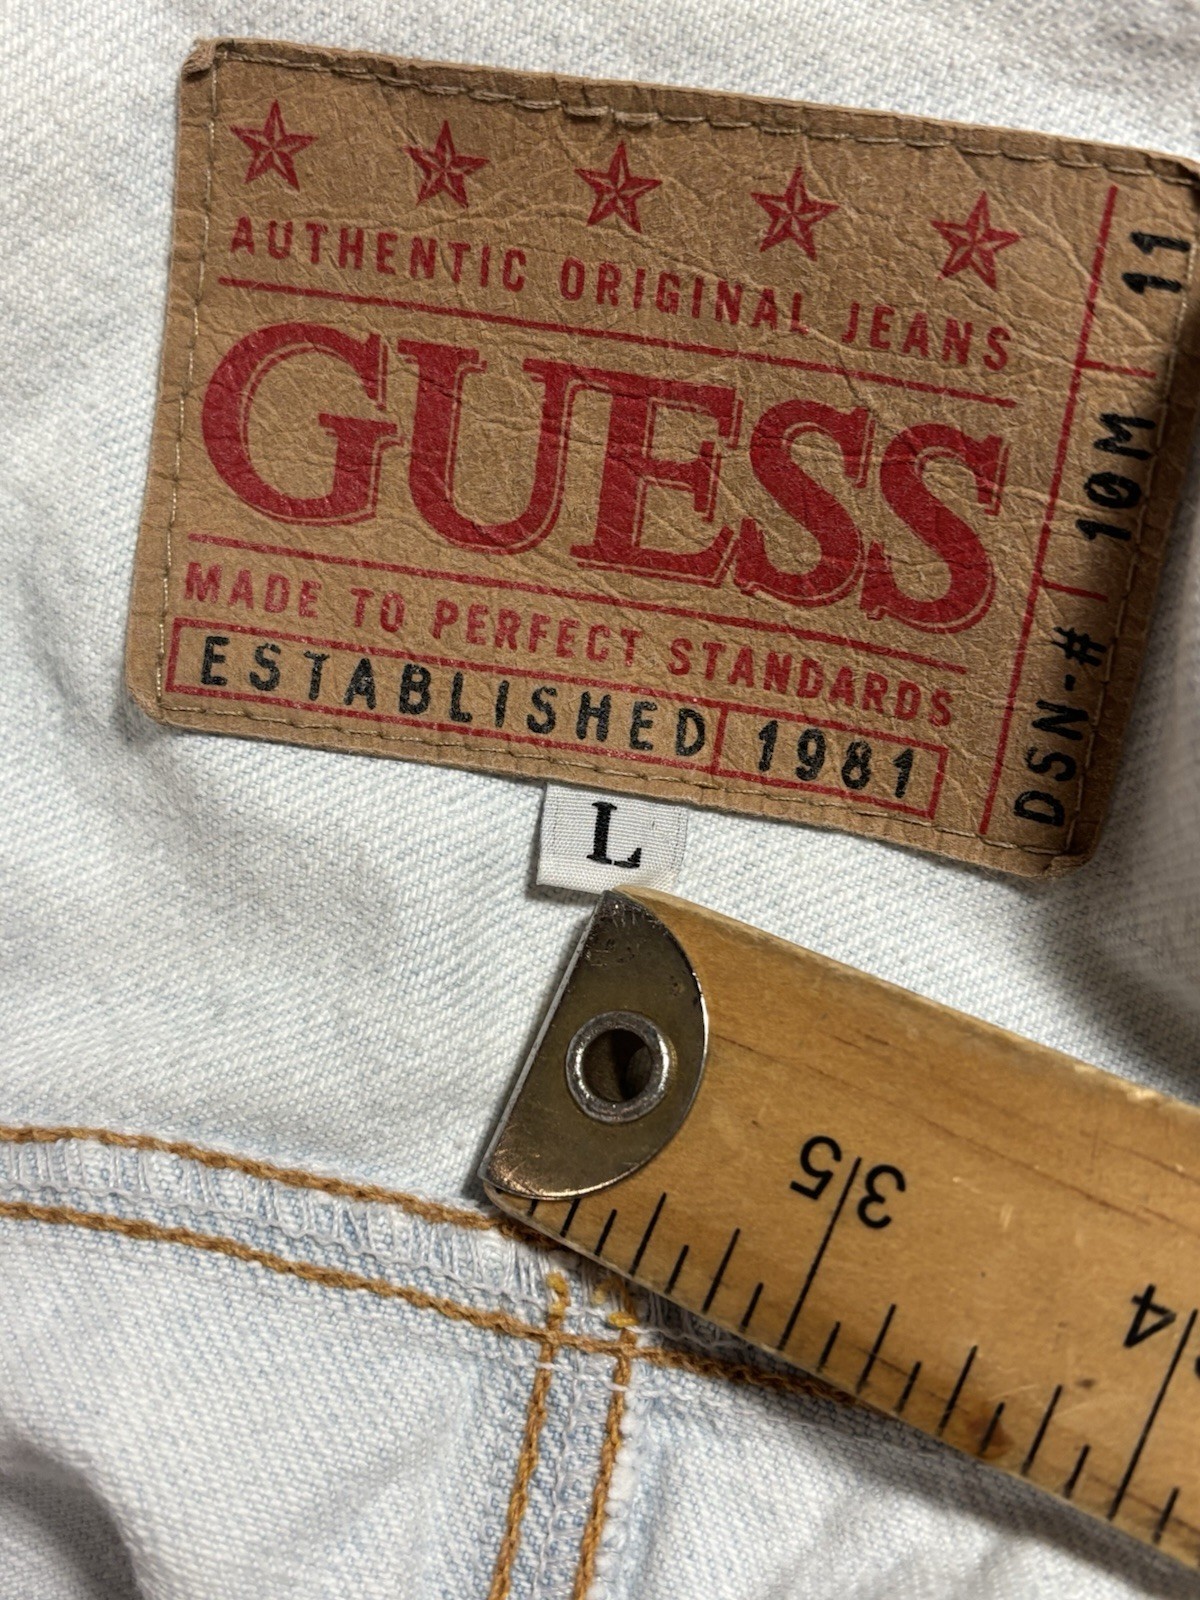 AUTHENTIC ORIGINAL JEANS
GUESS
MADE TO PERFECT STANDARDS
ESTABLISHED 1981
DSN-# 10M 11
L
35
4